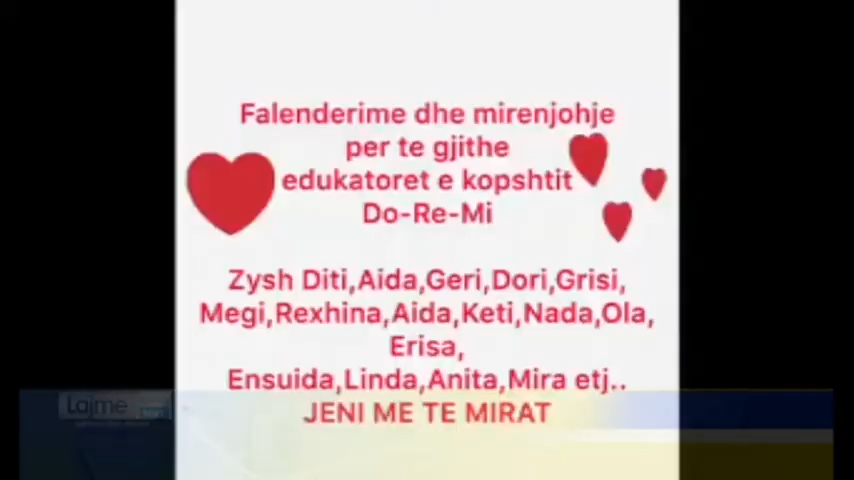 Falenderime dhe mirenjohje
per te gjithe
edukatoret e kopshtit
Do-Re-Mi
Zysh Diti,Aida,Geri,Dori,Grisi,
Megi,Rexhina,Aida,Keti,Nada,Ola,
Erisa,
Ensuida,Linda,Anita,Mira etj..
JENI ME TE MIRAT
Lajme